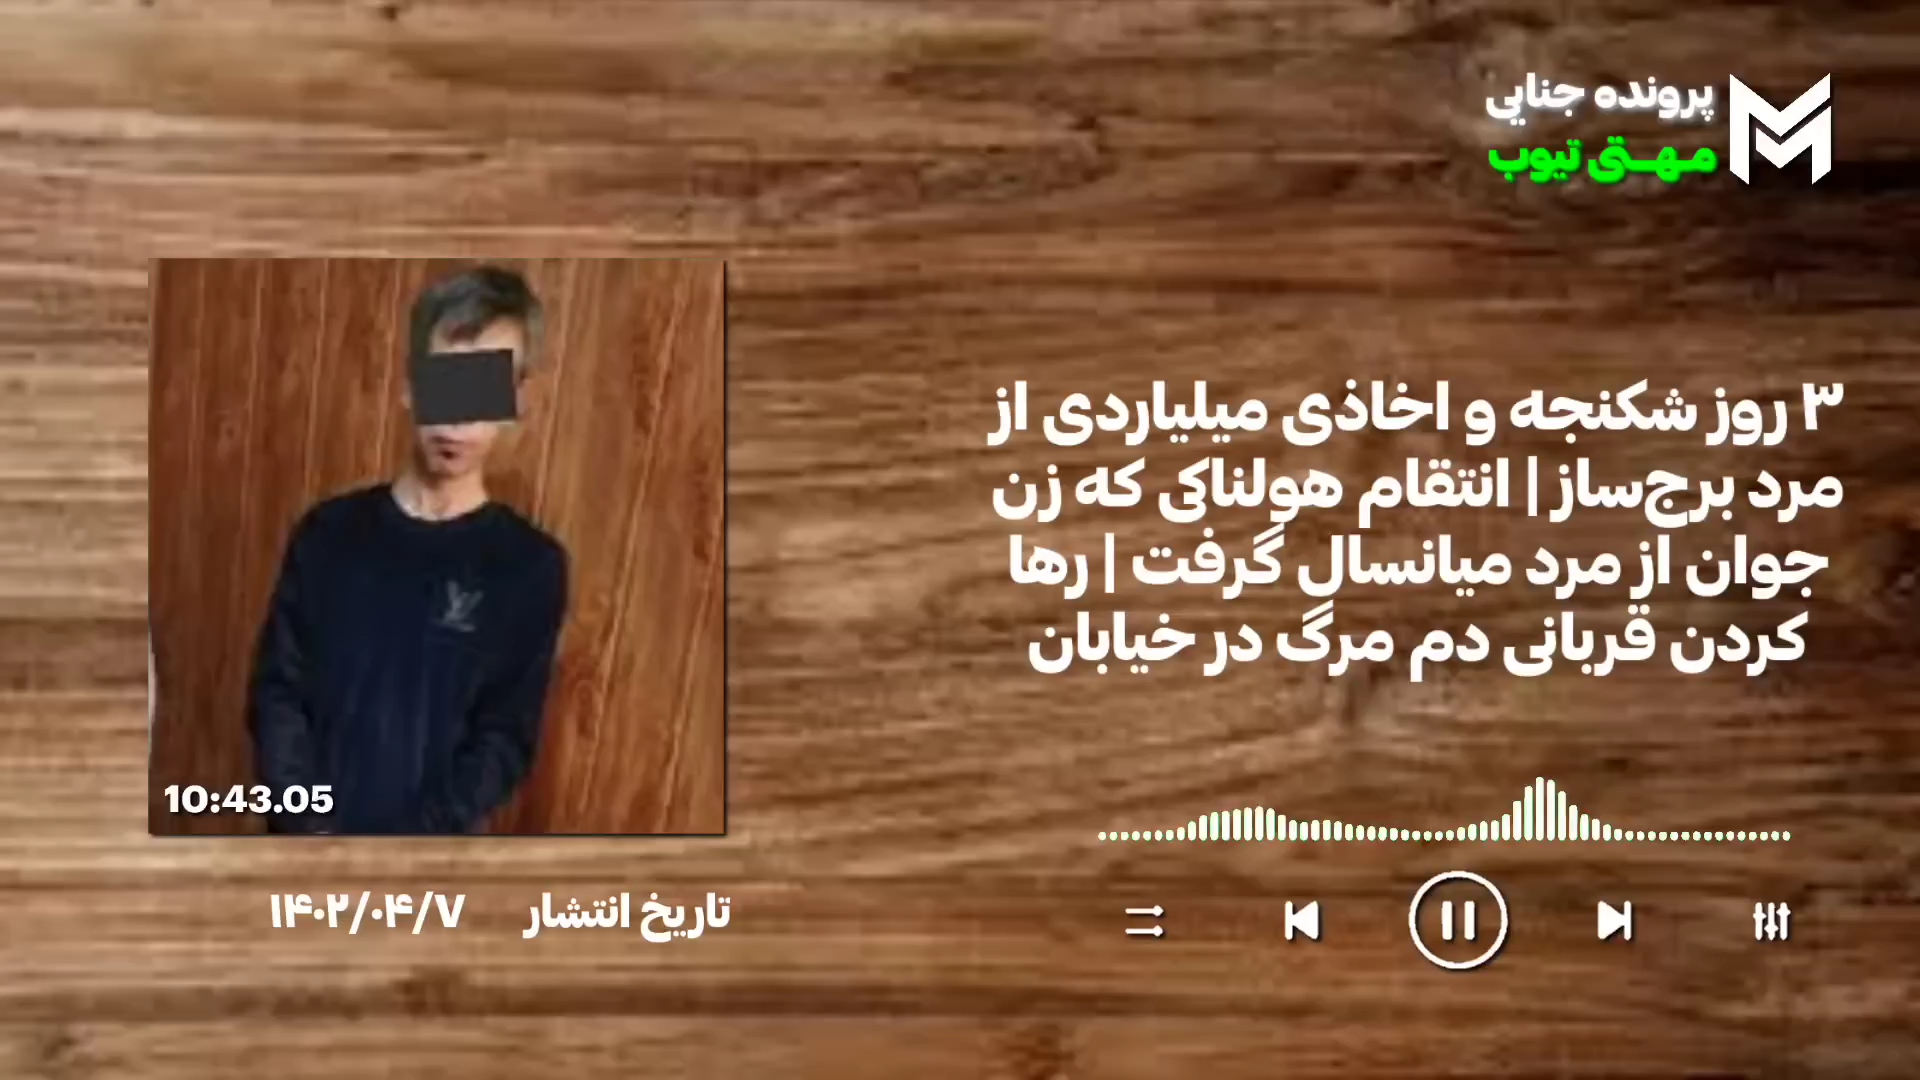 پرونده جنایی
مهتی تیوب
۳ روز شکنجه و اخاذی میلیاردی از
مرد برج‌ساز | انتقام هولناکی که زن
جوان از مرد میانسال گرفت | رها
کردن قربانی دم مرگ در خیابان
10:43.05
تاریخ انتشار ۱۴۰۲/۰۴/۷